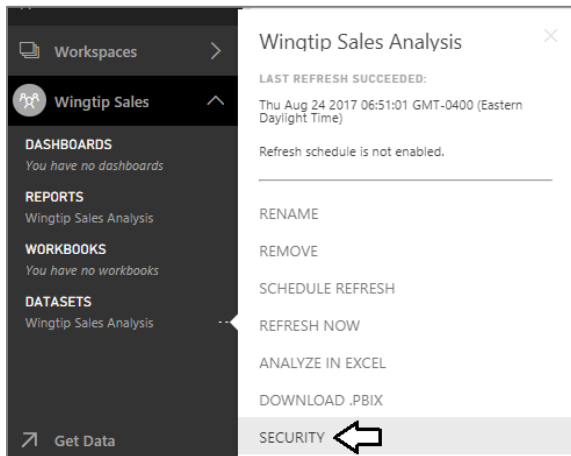 Workspaces
Wingtip Sales
DASHBOARDS
You have no dashboards
REPORTS
Wingtip Sales Analysis
WORKBOOKS
You have no workbooks
DATASETS
Wingtip Sales Analysis
Get Data
Wingtip Sales Analysis
LAST REFRESH SUCCEEDED:
Thu Aug 24 2017 06:51:01 GMT-0400 (Eastern
Daylight Time)
Refresh schedule is not enabled.
RENAME
REMOVE
SCHEDULE REFRESH
REFRESH NOW
ANALYZE IN EXCEL
DOWNLOAD .PBIX
SECURITY